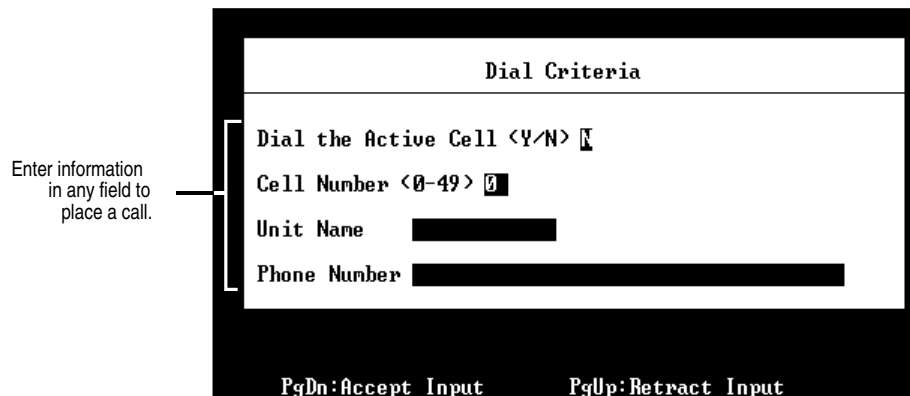 Dial Criteria
Dial the Active Cell <Y/N> N
Cell Number <0-49> 0
Unit Name
Phone Number
Enter information
in any field to
place a call.
PgDn:Accept Input PgUp:Retract Input